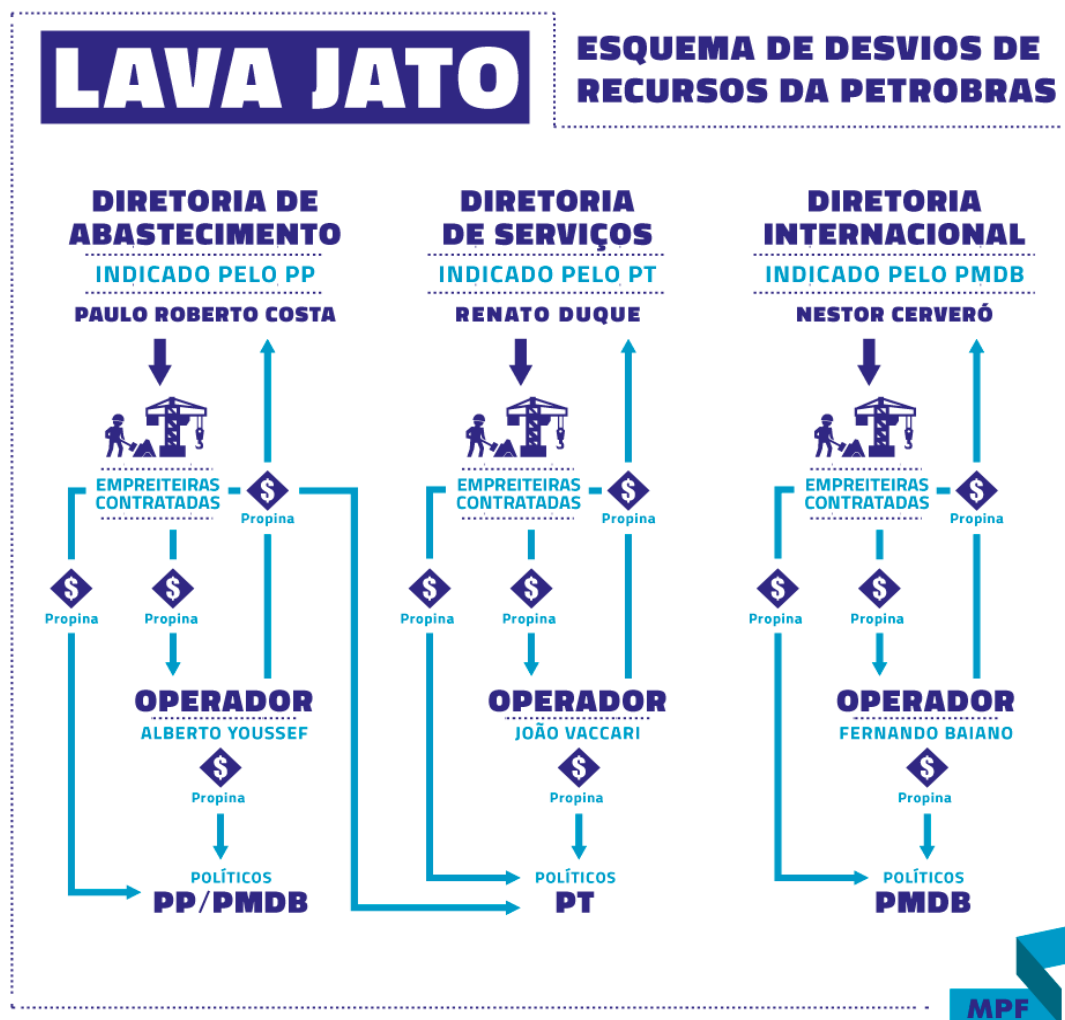 LAVA JATO
ESQUEMA DE DESVIOS DE
RECURSOS DA PETROBRAS
DIRETORIA DE
ABASTECIMENTO
INDICADO PELO PP
PAULO ROBERTO COSTA
EMPREITEIRAS
CONTRATADAS
$
Propina
$
Propina
$
Propina
OPERADOR
ALBERTO YOUSSEF
$
Propina
POLÍTICOS
PP/PMDB
DIRETORIA
DE SERVIÇOS
INDICADO PELO PT
RENATO DUQUE
EMPREITEIRAS
CONTRATADAS
$
Propina
$
Propina
$
Propina
OPERADOR
JOÃO VACCARI
$
Propina
POLÍTICOS
PT
DIRETORIA
INTERNACIONAL
INDICADO PELO PMDB
NESTOR CERVERÓ
EMPREITEIRAS
CONTRATADAS
$
Propina
$
Propina
$
Propina
OPERADOR
FERNANDO BAIANO
$
Propina
POLÍTICOS
PMDB
MPF